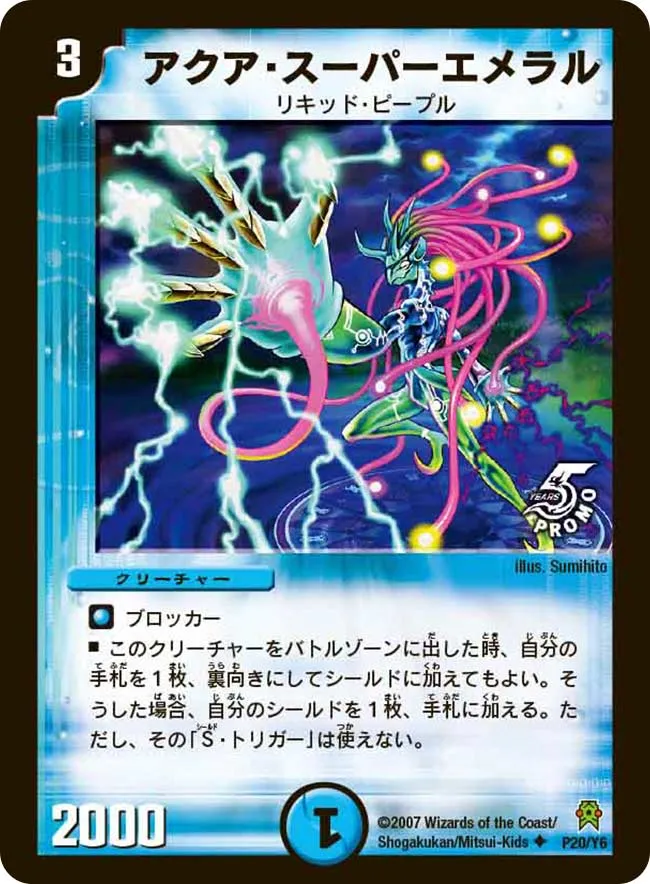 3
アクア・スーパーエメラル
リキッド・ピープル
5
YEARS
PROMO
illus. Sumihito
クリーチャー
ブロッカー
■ このクリーチャーをバトルゾーンに出した時、自分の
手札を1枚、裏向きにしてシールドに加えてもよい。そ
うした場合、自分のシールドを1枚、手札に加える。た
だし、その「S・トリガー」は使えない。
2000
1
©2007 Wizards of the Coast/
Shogakukan/Mitsui-Kids ◆ P20/Y6